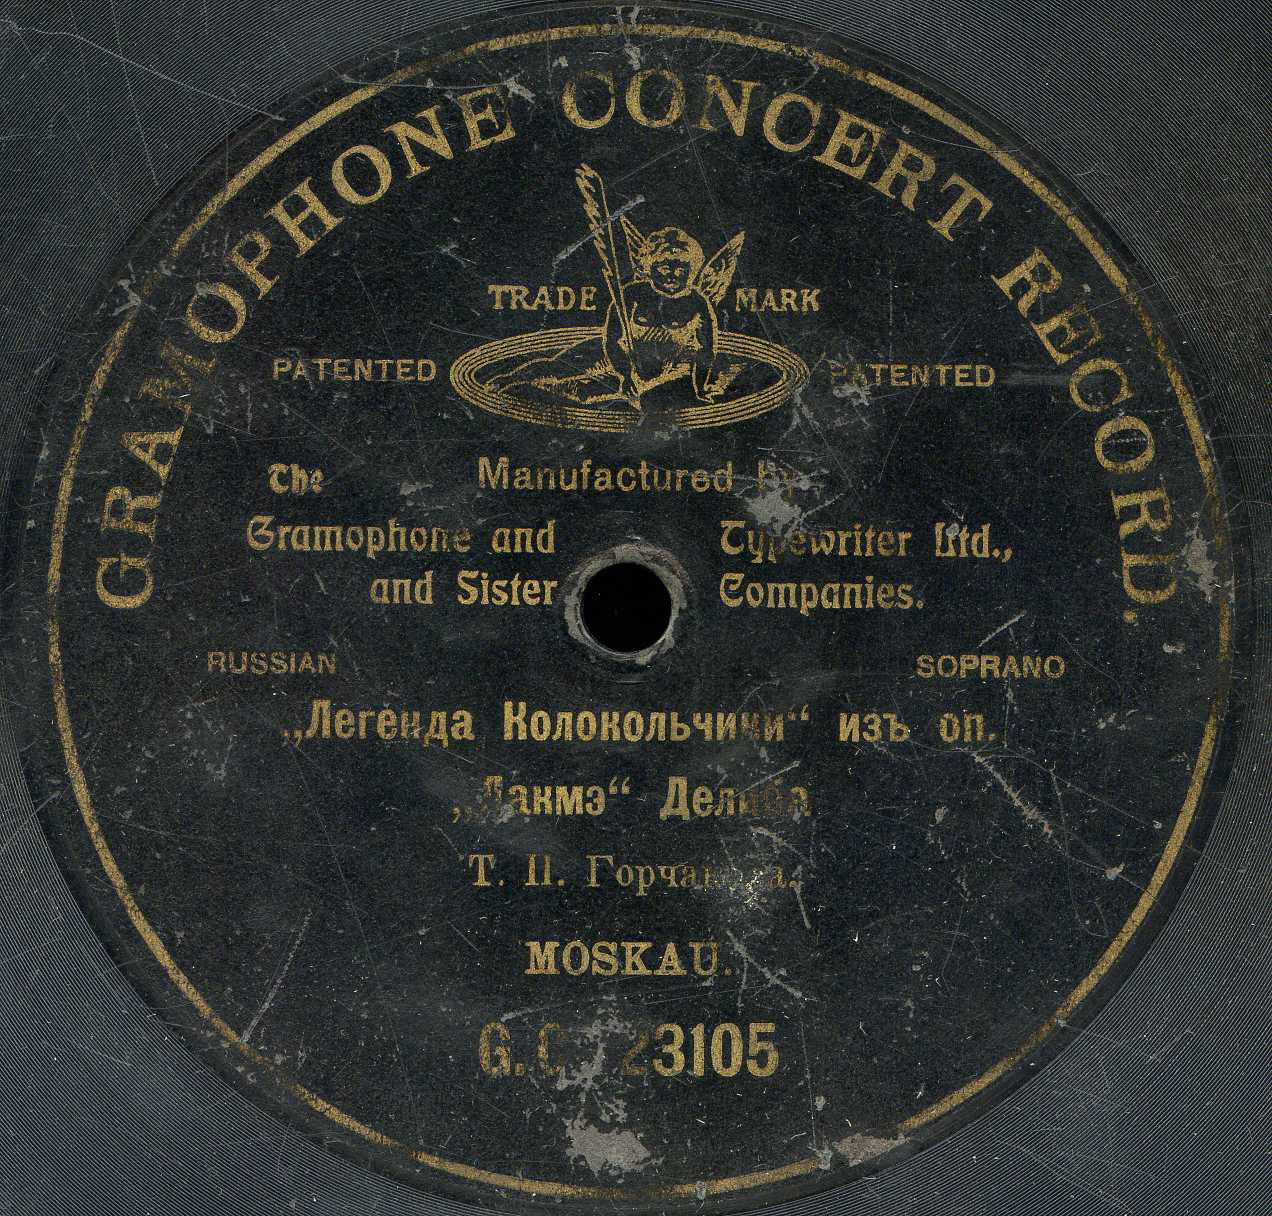 GRAMOPHONE CONCERT RECORD.
TRADE MARK
PATENTED PATENTED
Manufactured by
The Gramophone and Typewriter Ltd.,
and Sister Companies.
RUSSIAN SOPRANO
„Легенда Колокольчики“ изъ оп.
„Лакмэ“ Делиба
Т. П. Горчакова.
MOSKAU.
G.C. 23105